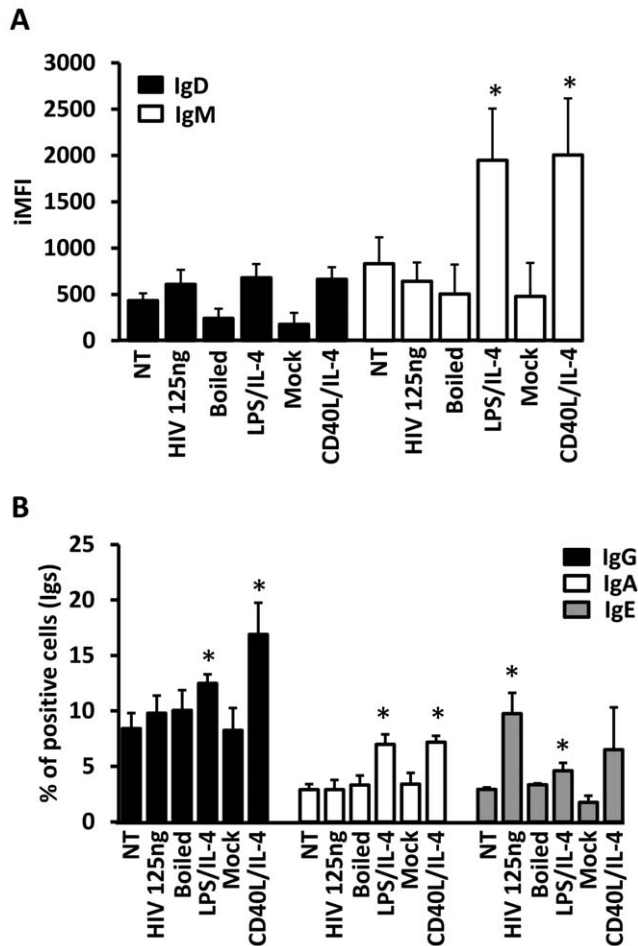 A
3000
2500
2000
1500
1000
500
0
iMFI
IgD
IgM
* *
NT HIV 125ng Boiled LPS/IL-4 Mock CD40L/IL-4 NT HIV 125ng Boiled LPS/IL-4 Mock CD40L/IL-4
B
25
20
15
10
5
0
% of positive cells (Igs)
IgG
IgA
IgE
* * * * * *
NT HIV 125ng Boiled LPS/IL-4 Mock CD40L/IL-4 NT HIV 125ng Boiled LPS/IL-4 Mock CD40L/IL-4 NT HIV 125ng Boiled LPS/IL-4 Mock CD40L/IL-4